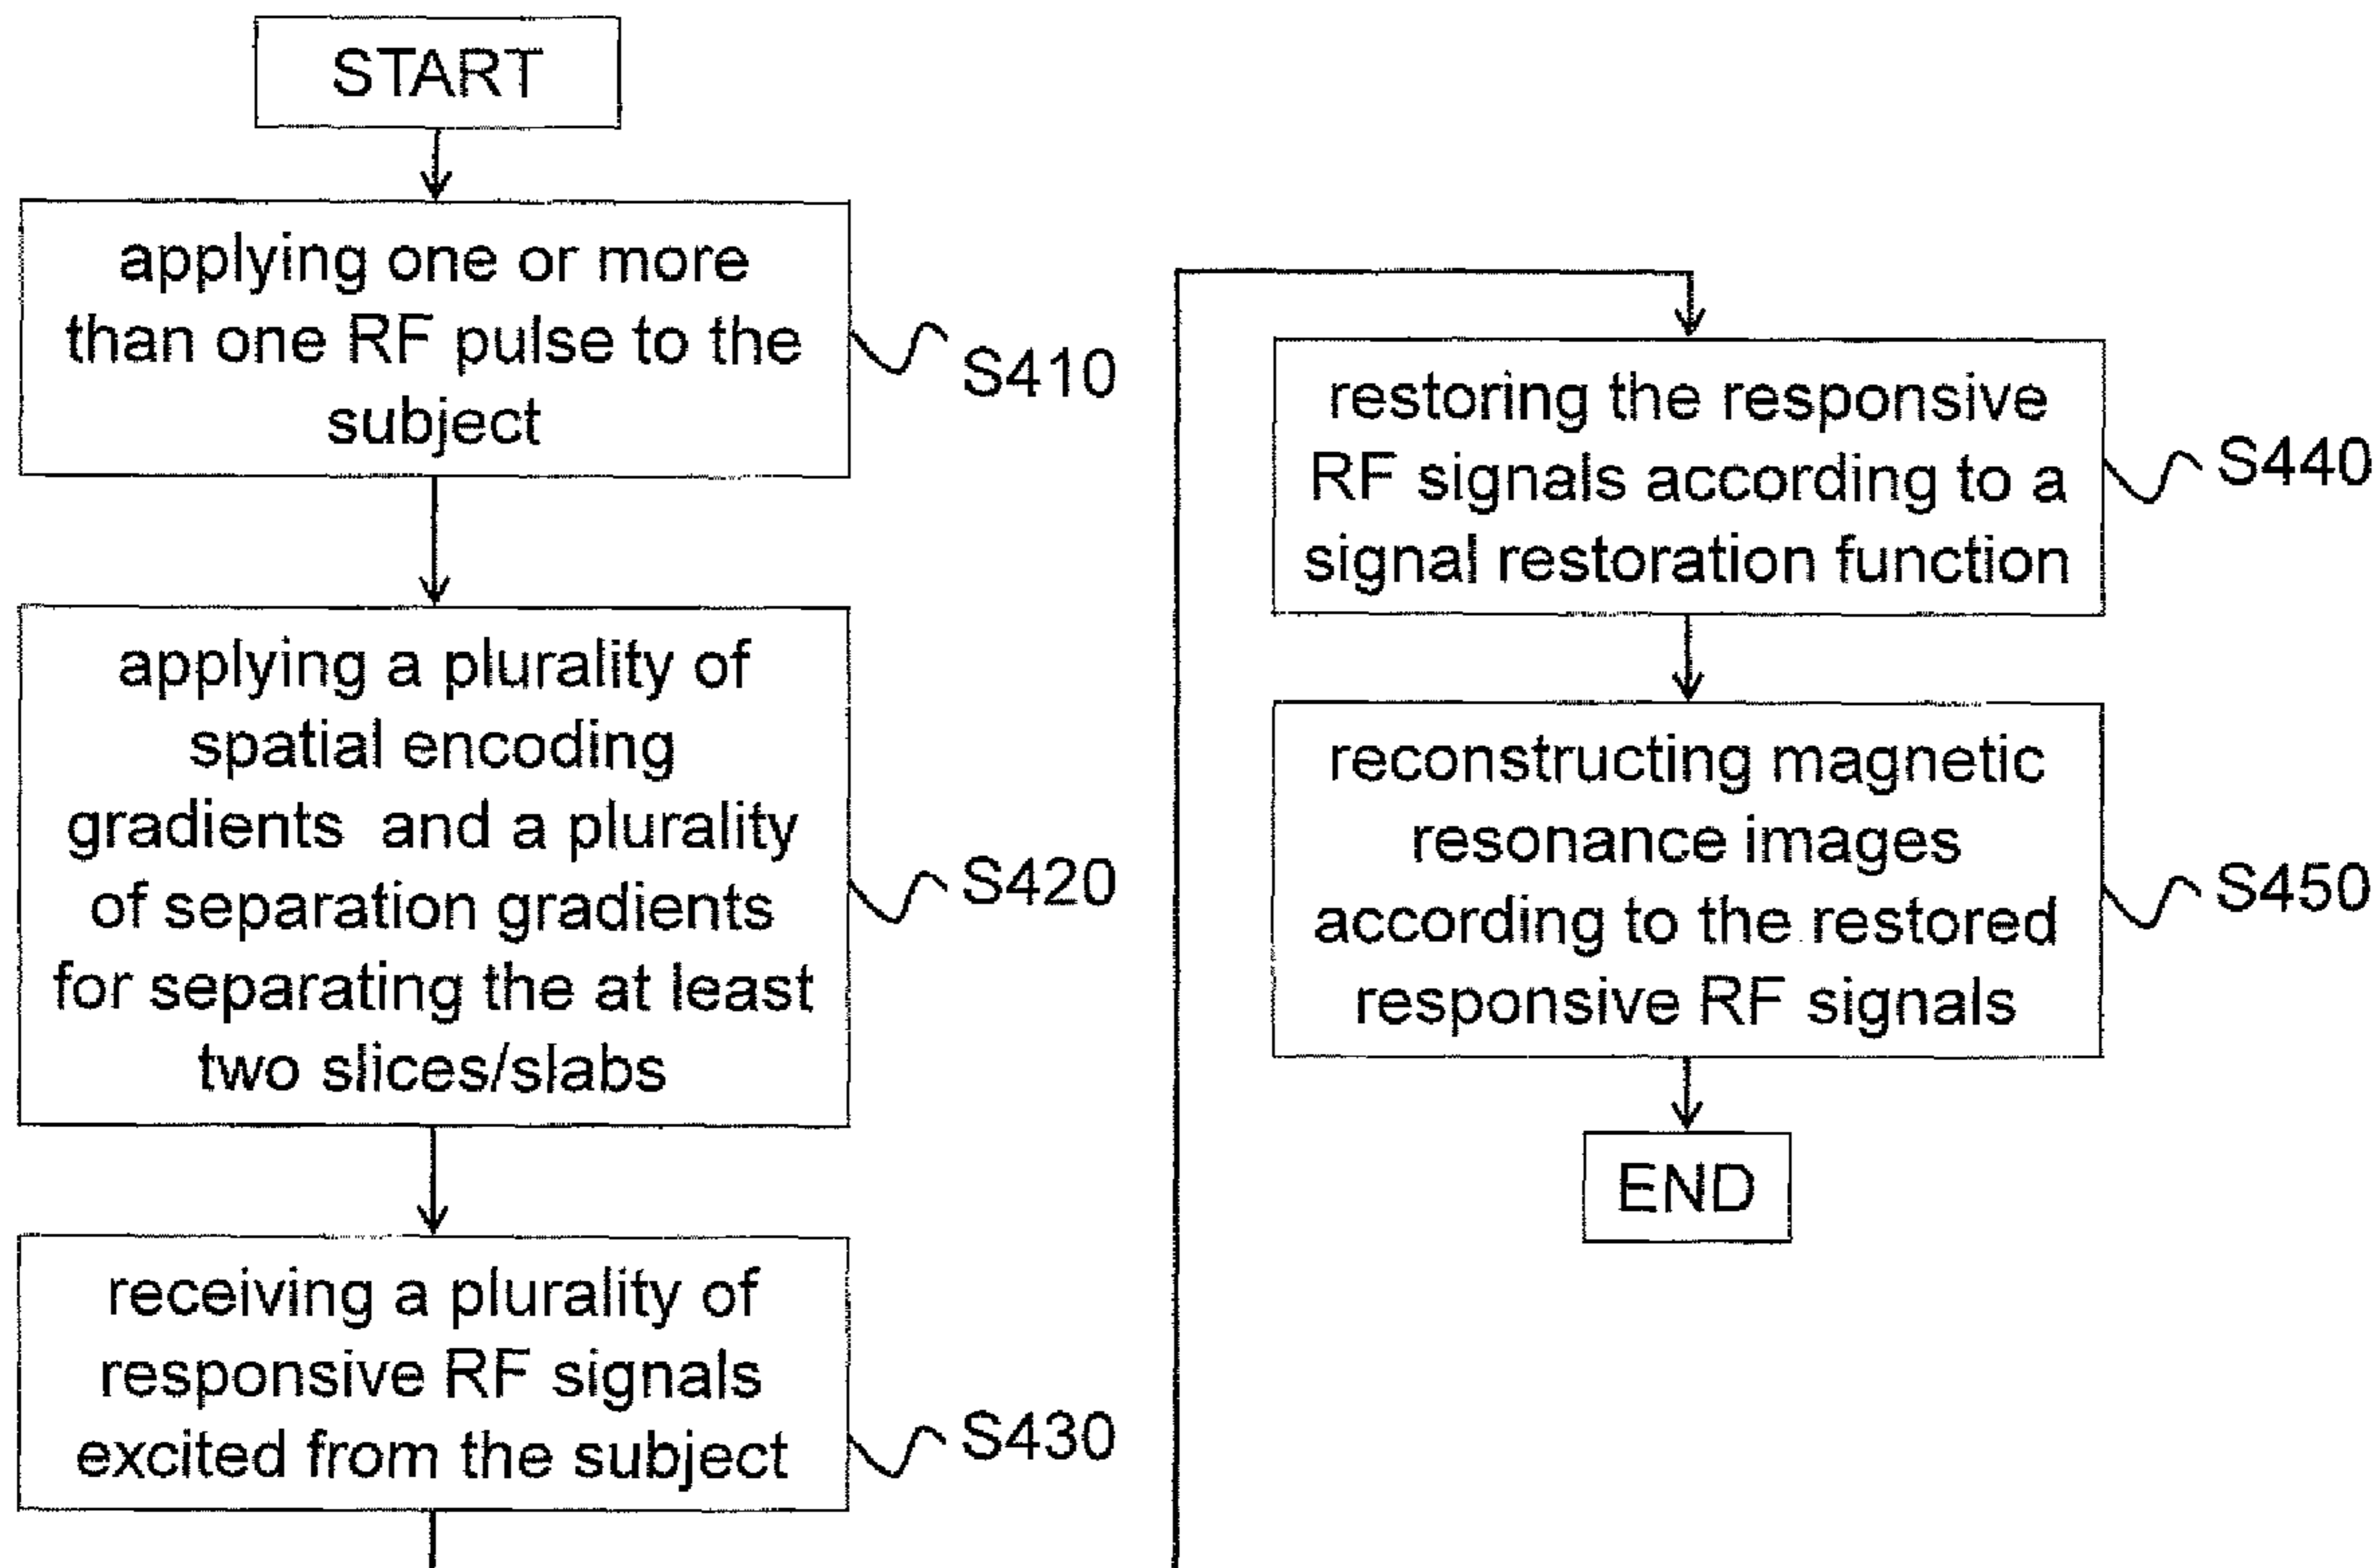 START
applying one or more
than one RF pulse to the
subject
S410
applying a plurality of
spatial encoding
gradients and a plurality
of separation gradients
for separating the at least
two slices/slabs
S420
receiving a plurality of
responsive RF signals
excited from the subject
S430
restoring the responsive
RF signals according to a
signal restoration function
S440
reconstructing magnetic
resonance images
according to the restored
responsive RF signals
S450
END